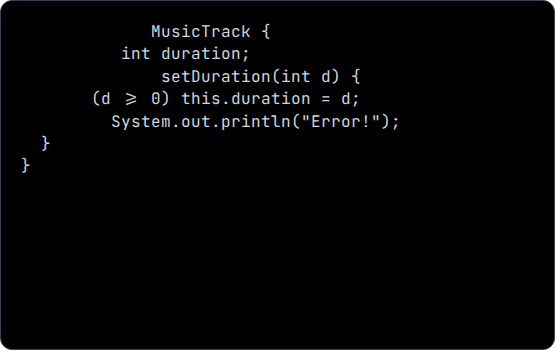 MusicTrack {
int duration;
setDuration(int d) {
(d >= 0) this.duration = d;
System.out.println("Error!");
}
}